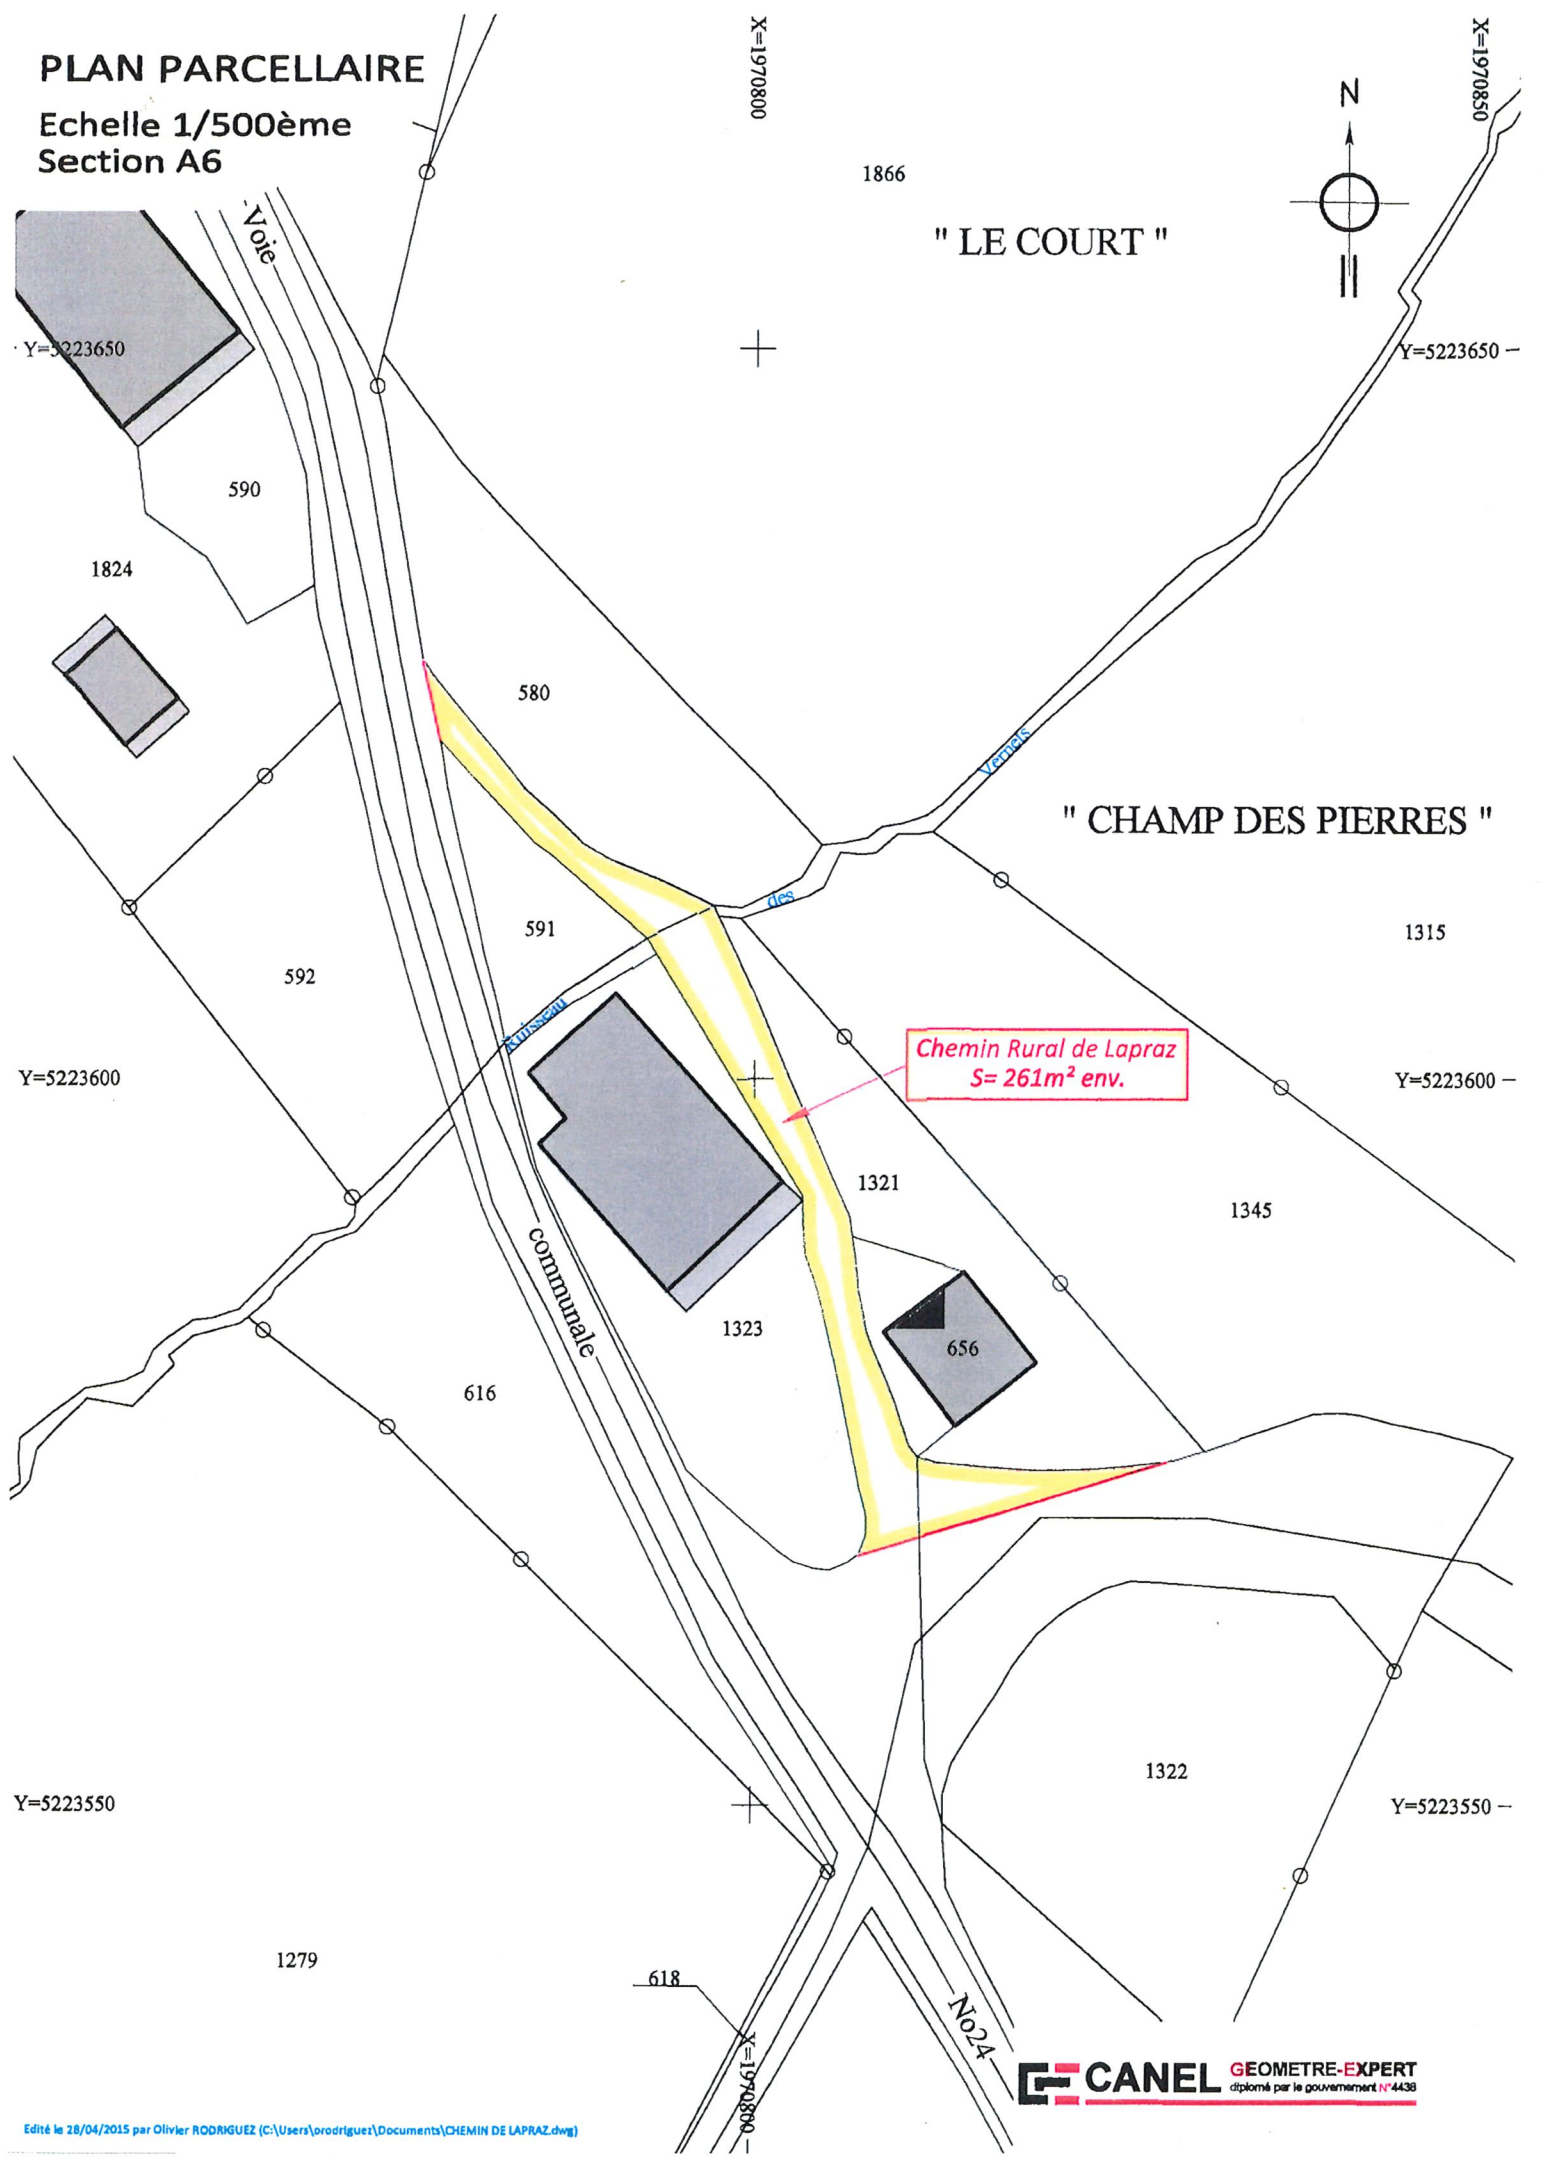 PLAN PARCELLAIRE
Echelle 1/500ème
Section A6
X=1970800
X=1970850
N
1866
" LE COURT "
Voie
Y=5223650
Y=5223650
590
1824
580
Vernets
" CHAMP DES PIERRES "
des
591
1315
592
Ruisseau
Chemin Rural de Lapraz
S= 261m² env.
Y=5223600
Y=5223600
1321
1345
communale
1323
656
616
1322
Y=5223550
Y=5223550
1279
618
No24
X=1970800
CANEL
GEOMETRE-EXPERT
diplomé par le gouvernement N°4438
Edité le 28/04/2015 par Olivier RODRIGUEZ (C:\Users\orodriguez\Documents\CHEMIN DE LAPRAZ.dwg)